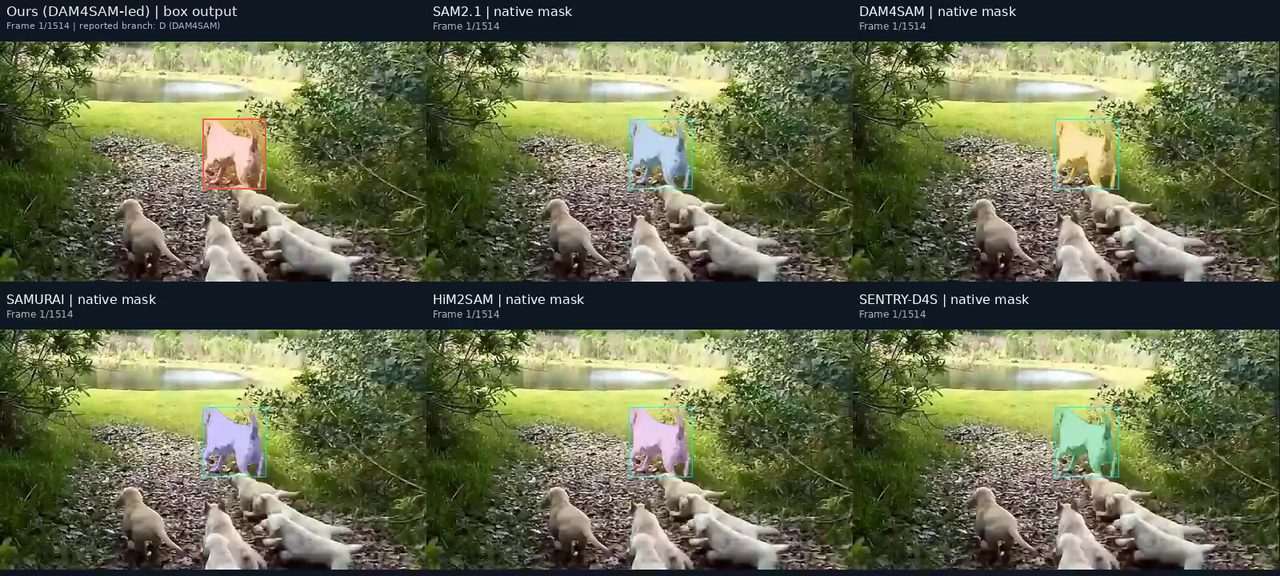 Ours (DAM4SAM-led) | box output
Frame 1/1514 | reported branch: D (DAM4SAM)
SAM2.1 | native mask
Frame 1/1514
DAM4SAM | native mask
Frame 1/1514
SAMURAI | native mask
Frame 1/1514
HiM2SAM | native mask
Frame 1/1514
SENTRY-D4S | native mask
Frame 1/1514